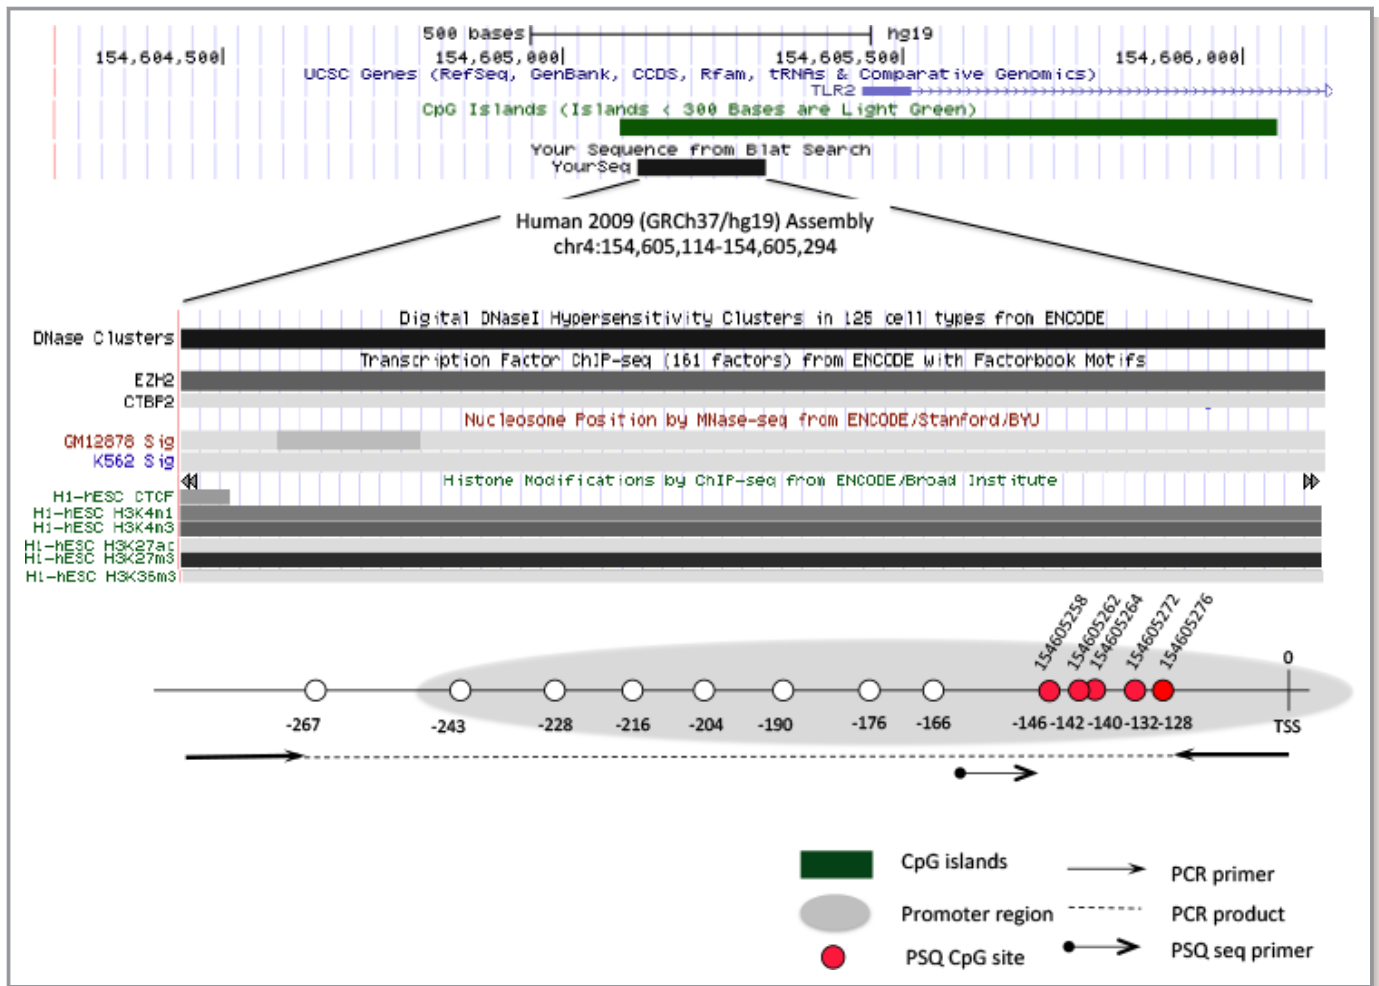 500 bases hg19
154,604,500| 154,605,000| 154,605,500| 154,606,000|
UCSC Genes (RefSeq, GenBank, CCDS, Rfam, tRNAs & Comparative Genomics)
TLR2
CpG Islands (Islands < 300 Bases are Light Green)
Your Sequence from Blat Search
YourSeq
Human 2009 (GRCh37/hg19) Assembly
chr4:154,605,114-154,605,294
Digital DNaseI Hypersensitivity Clusters in 125 cell types from ENCODE
DNase Clusters
Transcription Factor ChIP-seq (161 factors) from ENCODE with Factorbook Motifs
EZH2
CTBP2
Nucleosome Position by MNase-seq from ENCODE/Stanford/BYU
GM12878 Sig
K562 Sig
Histone Modifications by ChIP-seq from ENCODE/Broad Institute
H1-hESC CTCF
H1-hESC H3K4m1
H1-hESC H3K4m3
H1-hESC H3K27ac
H1-hESC H3K27m3
H1-hESC H3K36m3
154605258 154605262 154605264 154605272 154605276
0
-267 -243 -228 -216 -204 -190 -176 -166 -146 -142 -140 -132 -128 TSS
CpG islands PCR primer
Promoter region PCR product
PSQ CpG site PSQ seq primer